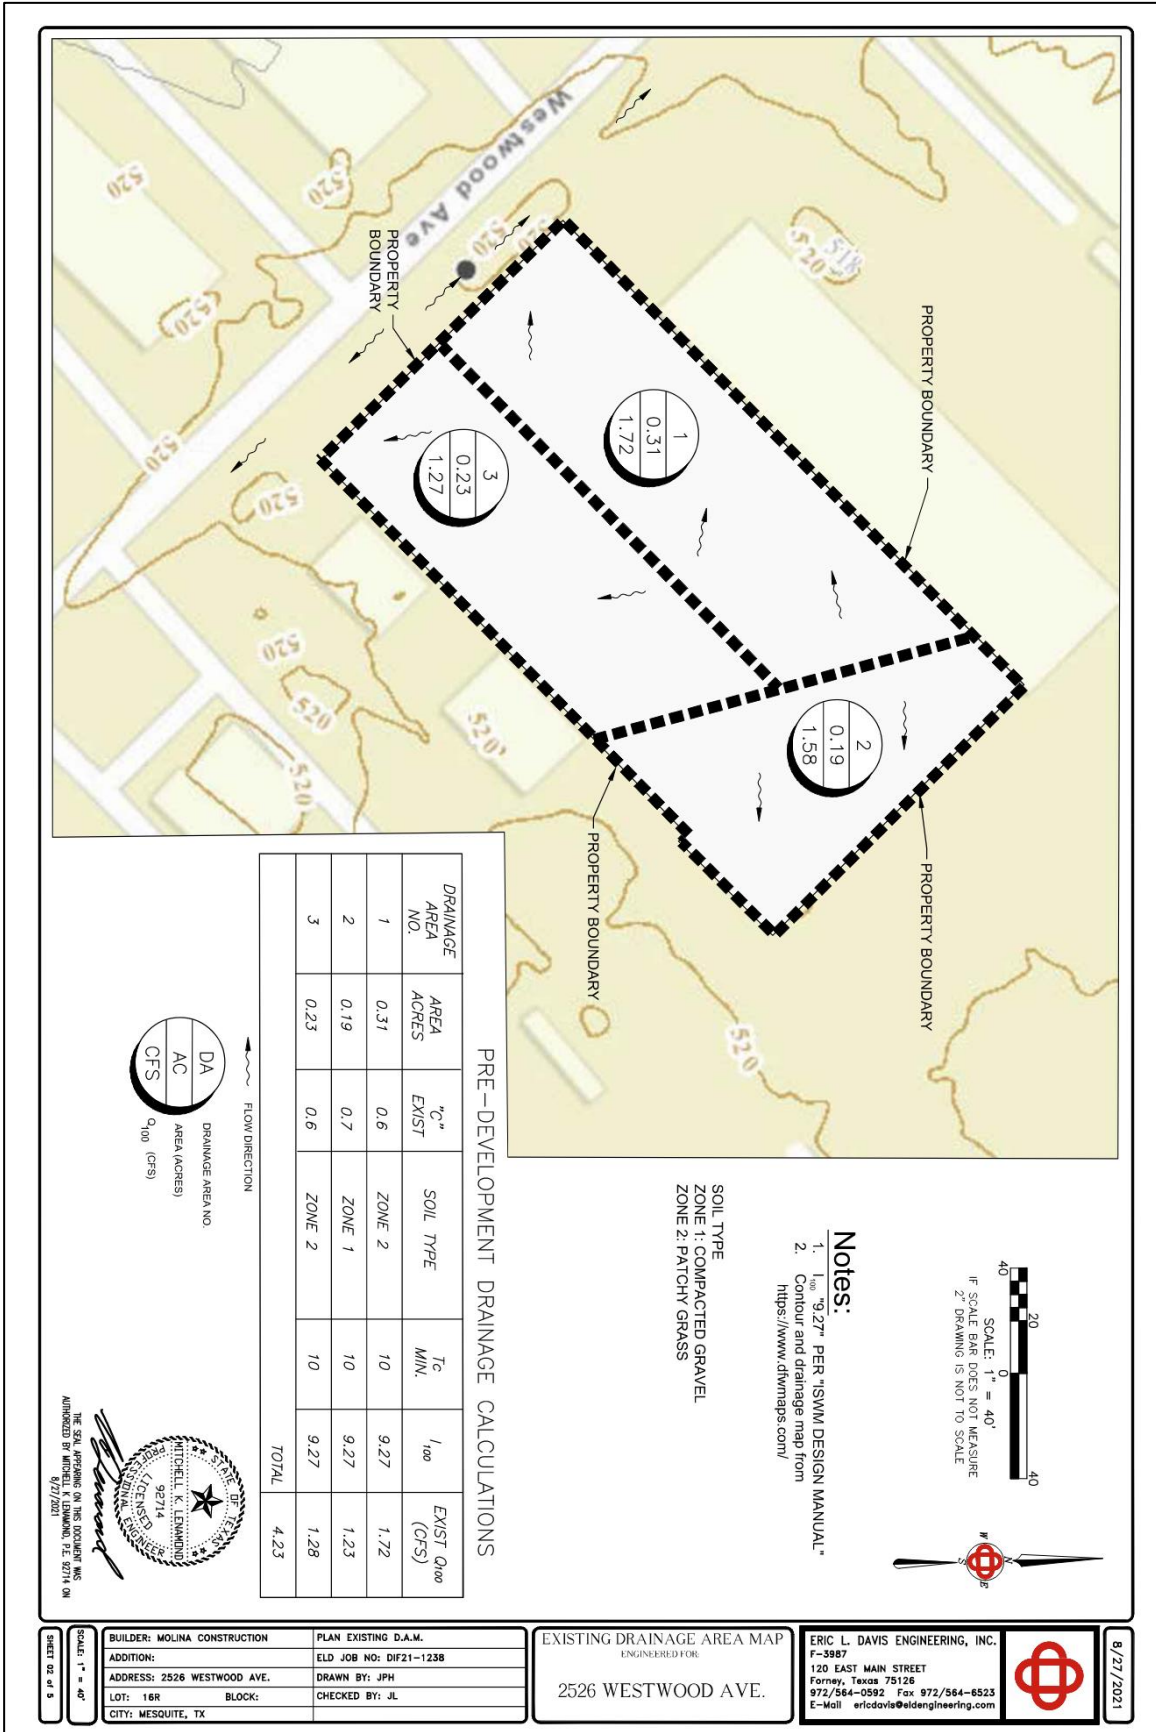 Westwood Ave
520
520
520
520
520
518
520
520
520
520
520
520
520
520
PROPERTY
BOUNDARY
PROPERTY BOUNDARY
PROPERTY BOUNDARY
PROPERTY BOUNDARY
1
0.31
1.72
2
0.19
1.58
3
0.23
1.27
40 20 0 40
SCALE: 1" = 40'
IF SCALE BAR DOES NOT MEASURE
2" DRAWING IS NOT TO SCALE
N
W
E
S
Notes:
1. I100 "9.27" PER "ISWM DESIGN MANUAL"
2. Contour and drainage map from
https://www.dfwmaps.com/
SOIL TYPE
ZONE 1: COMPACTED GRAVEL
ZONE 2: PATCHY GRASS
PRE-DEVELOPMENT DRAINAGE CALCULATIONS
DRAINAGE AREA NO. AREA ACRES "C" EXIST SOIL TYPE Tc MIN. I100 EXIST Q100 (CFS)
1 0.31 0.6 ZONE 2 10 9.27 1.72
2 0.19 0.7 ZONE 1 10 9.27 1.23
3 0.23 0.6 ZONE 2 10 9.27 1.28
TOTAL 4.23
FLOW DIRECTION
DA DRAINAGE AREA NO.
AC AREA (ACRES)
CFS Q100 (CFS)
STATE OF TEXAS
MITCHELL K. LENAMOND
92714
LICENSED
PROFESSIONAL ENGINEER
THE SEAL APPEARING ON THIS DOCUMENT WAS
AUTHORIZED BY MITCHELL K LENAMOND, P.E. 92714 ON
8/27/2021
8/27/2021
ERIC L. DAVIS ENGINEERING, INC.
F-3987
120 EAST MAIN STREET
Forney, Texas 75126
972/564-0592 Fax 972/564-6523
E-Mail ericdavis@eldengineering.com
EXISTING DRAINAGE AREA MAP
ENGINEERED FOR
2526 WESTWOOD AVE.
BUILDER: MOLINA CONSTRUCTION PLAN EXISTING D.A.M.
ADDITION: ELD JOB NO: DIF21-1238
ADDRESS: 2526 WESTWOOD AVE. DRAWN BY: JPH
LOT: 16R BLOCK: CHECKED BY: JL
CITY: MESQUITE, TX
SCALE: 1" = 40'
SHEET 02 of 5